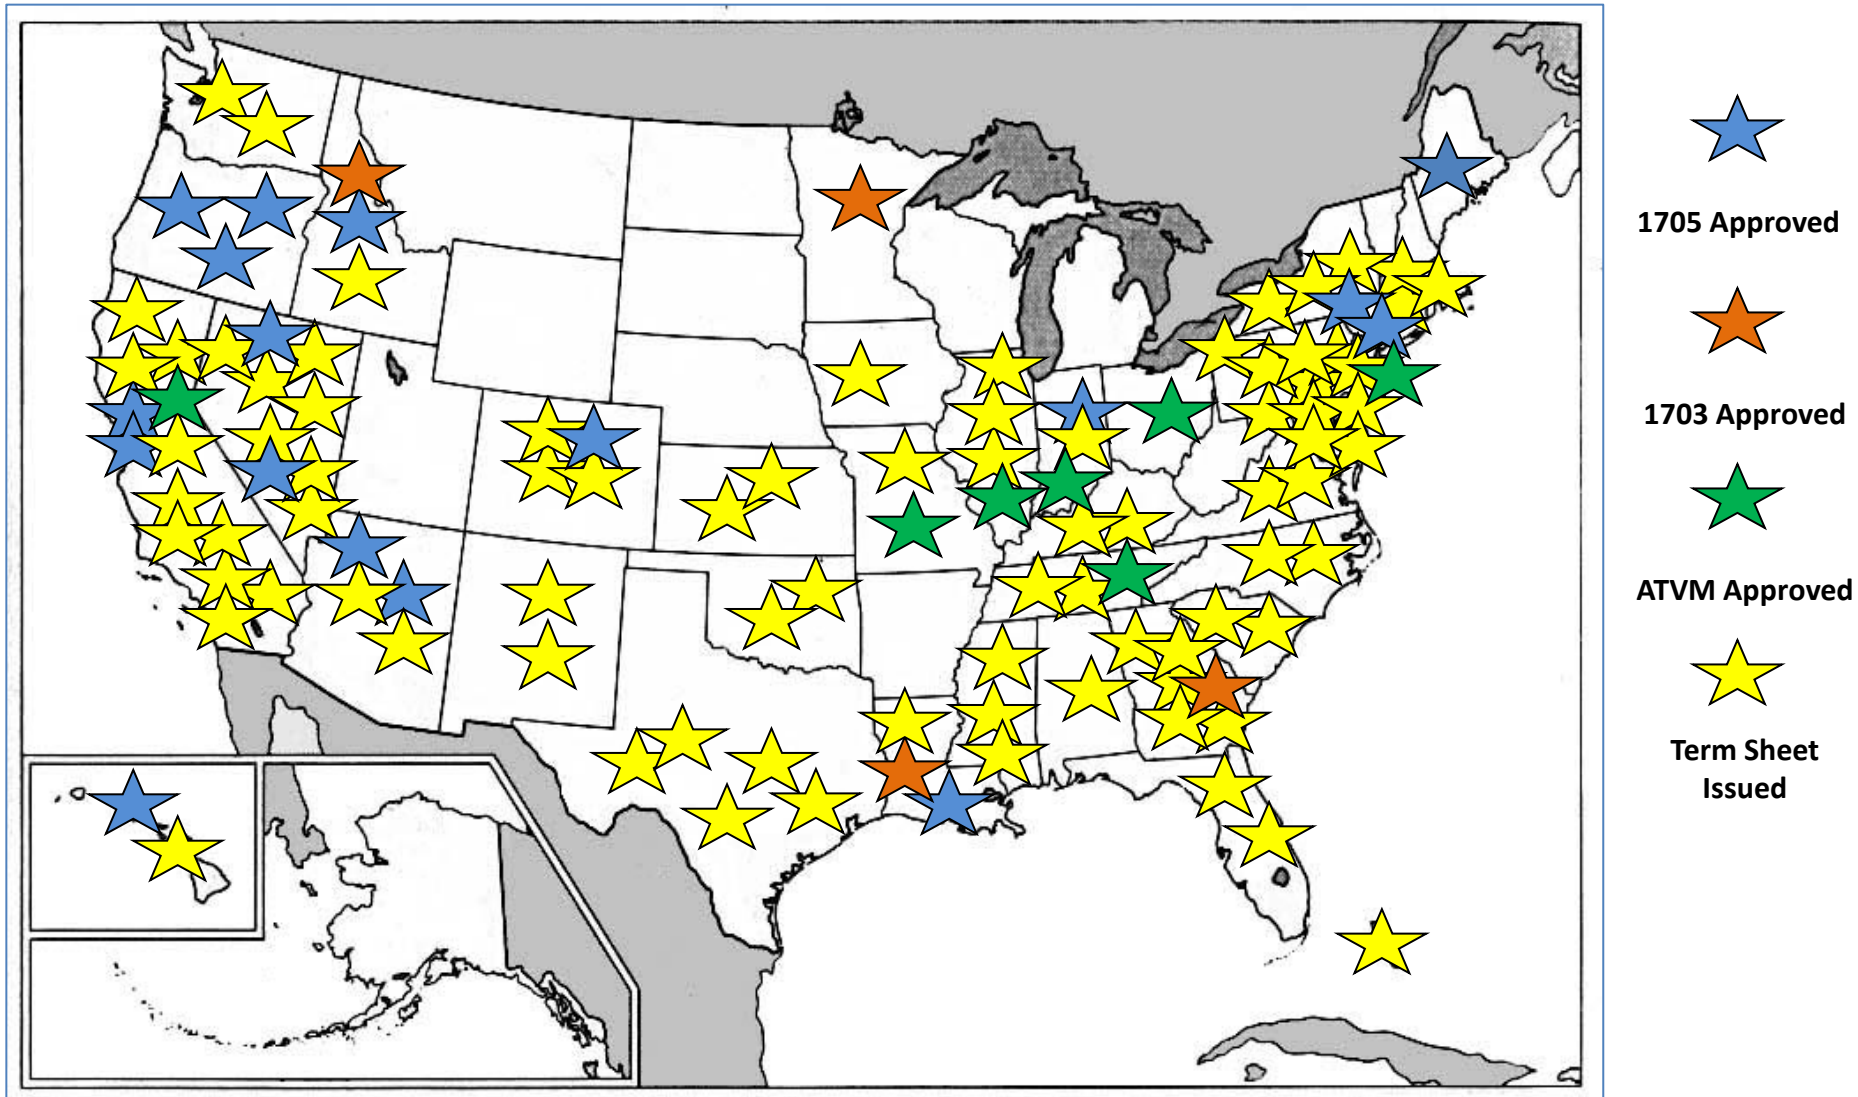 1705 Approved
1703 Approved
ATVM Approved
Term Sheet
Issued